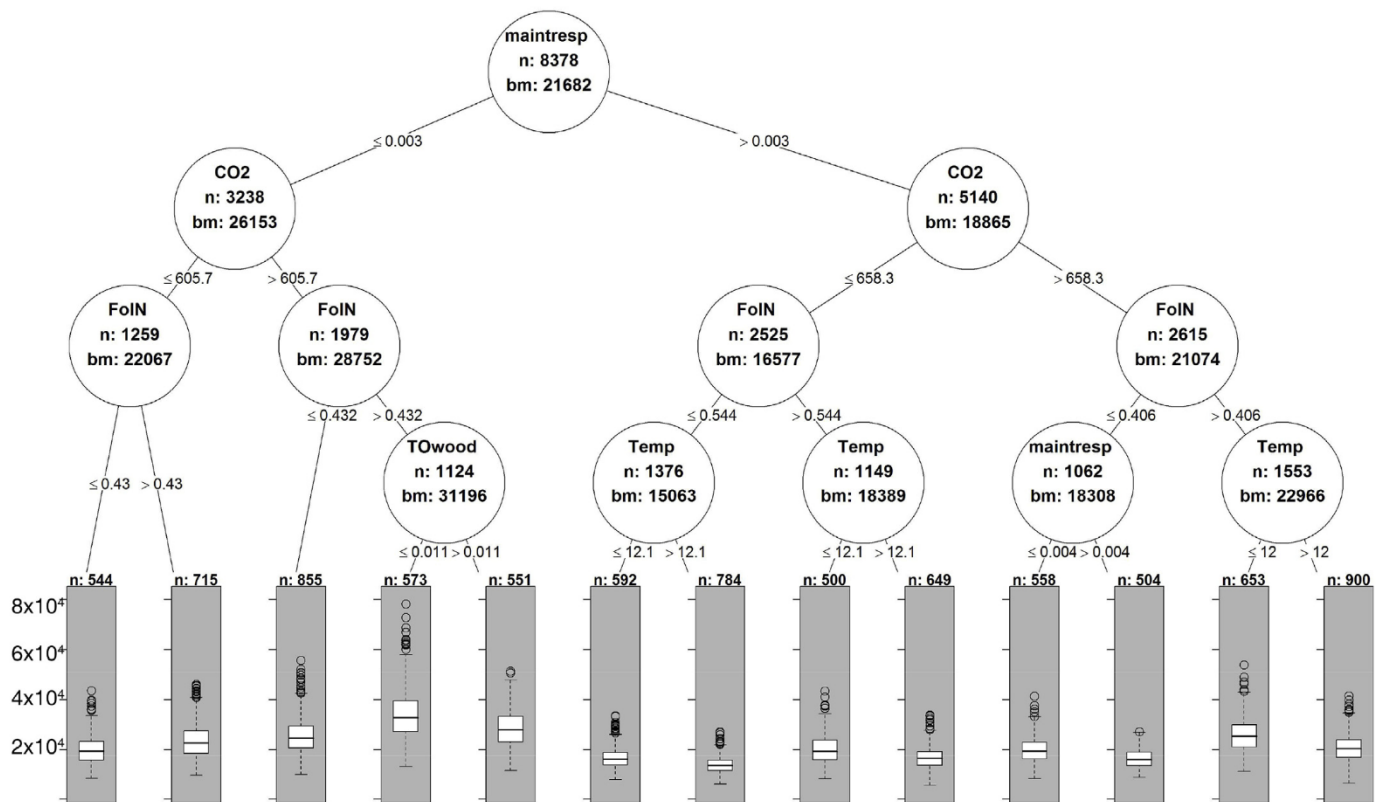 maintresp
n: 8378
bm: 21682
≤ 0.003
> 0.003
CO2
n: 3238
bm: 26153
CO2
n: 5140
bm: 18865
≤ 605.7
> 605.7
≤ 658.3
> 658.3
FolN
n: 1259
bm: 22067
FolN
n: 1979
bm: 28752
FolN
n: 2525
bm: 16577
FolN
n: 2615
bm: 21074
≤ 0.432
> 0.432
≤ 0.544
> 0.544
≤ 0.406
> 0.406
≤ 0.43
> 0.43
TOwood
n: 1124
bm: 31196
Temp
n: 1376
bm: 15063
Temp
n: 1149
bm: 18389
maintresp
n: 1062
bm: 18308
Temp
n: 1553
bm: 22966
≤ 0.011
> 0.011
≤ 12.1
> 12.1
≤ 12.1
> 12.1
≤ 0.004
> 0.004
≤ 12
> 12
n: 544
n: 715
n: 855
n: 573
n: 551
n: 592
n: 784
n: 500
n: 649
n: 558
n: 504
n: 653
n: 900
8x10⁴
6x10⁴
4x10⁴
2x10⁴